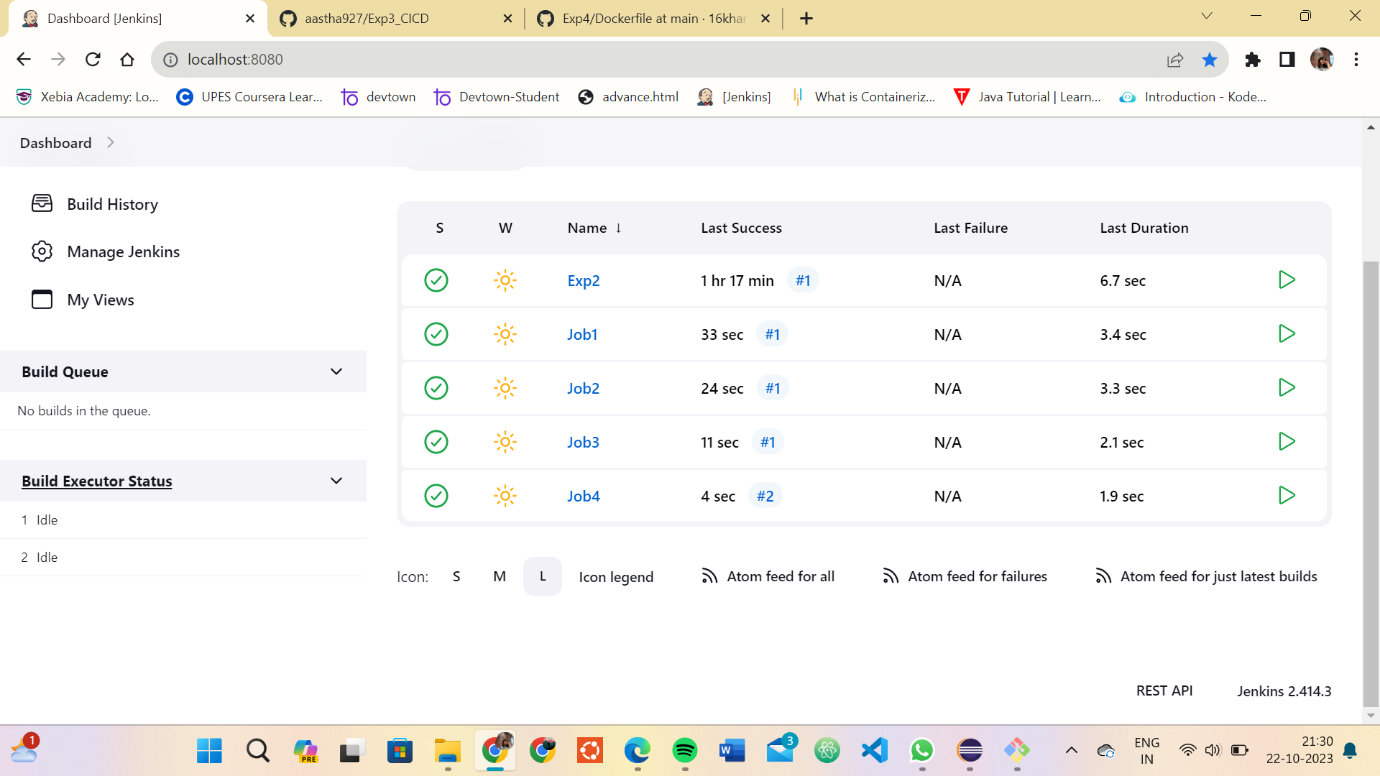 Dashboard [Jenkins]
aastha927/Exp3_CICD
Exp4/Dockerfile at main · 16khan
localhost:8080
Xebia Academy: Lo...
UPES Coursera Lear...
devtown
Devtown-Student
advance.html
[Jenkins]
What is Containeriz...
Java Tutorial | Learn...
Introduction - Kode...
Dashboard
Build History
Manage Jenkins
My Views
Build Queue
No builds in the queue.
Build Executor Status
1 Idle
2 Idle
S W Name ↓ Last Success Last Failure Last Duration
Exp2 1 hr 17 min #1 N/A 6.7 sec
Job1 33 sec #1 N/A 3.4 sec
Job2 24 sec #1 N/A 3.3 sec
Job3 11 sec #1 N/A 2.1 sec
Job4 4 sec #2 N/A 1.9 sec
Icon: S M L Icon legend Atom feed for all Atom feed for failures Atom feed for just latest builds
REST API Jenkins 2.414.3
1
PRE
3
ENG
IN
21:30
22-10-2023